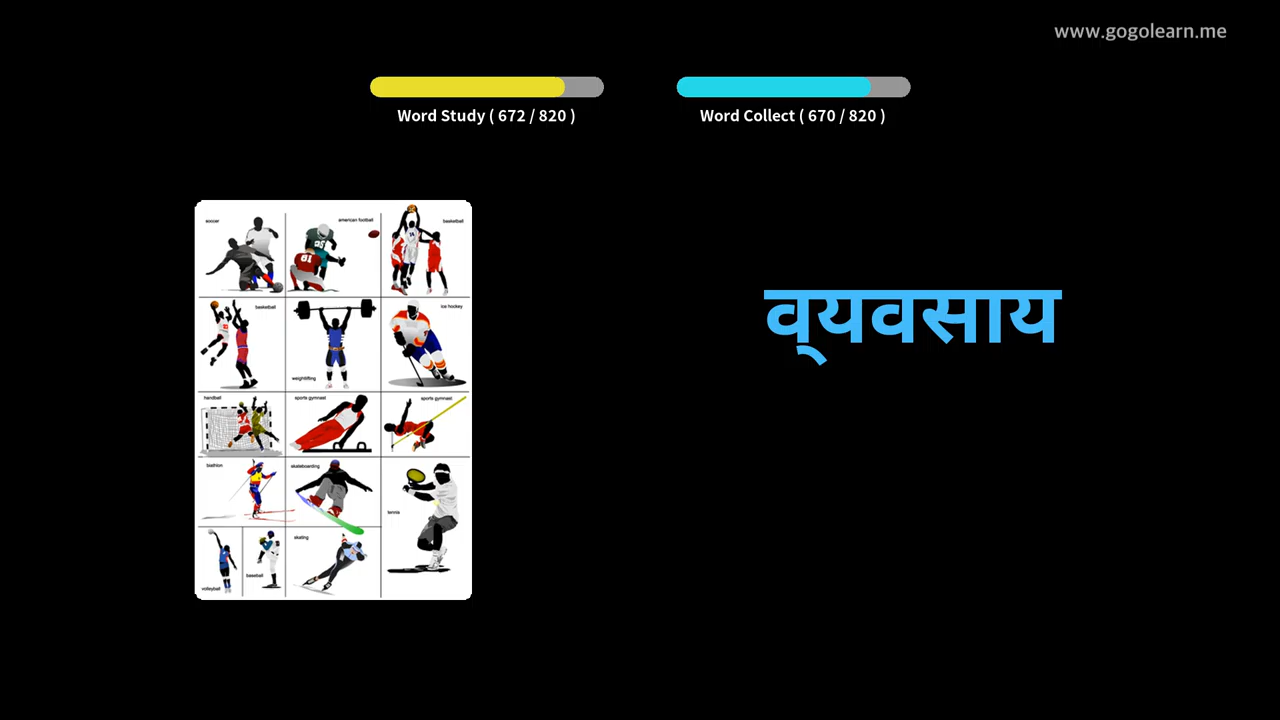 www.gogolearn.me
Word Study ( 672 / 820 )
Word Collect ( 670 / 820 )
soccer
american football
basketball
basketball
weightlifting
ice hockey
handball
sports gymnast
sports gymnast
biathlon
skateboarding
tennis
volleyball
baseball
skating
व्‌यवसाय